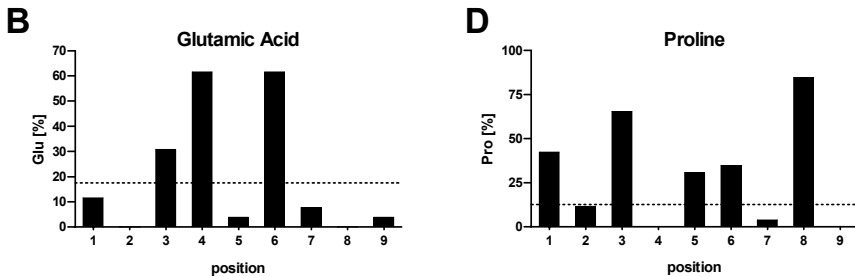 B
Glutamic Acid
Glu [%]
70
60
50
40
30
20
10
0
1 2 3 4 5 6 7 8 9
position
D
Proline
Pro [%]
100
75
50
25
0
1 2 3 4 5 6 7 8 9
position